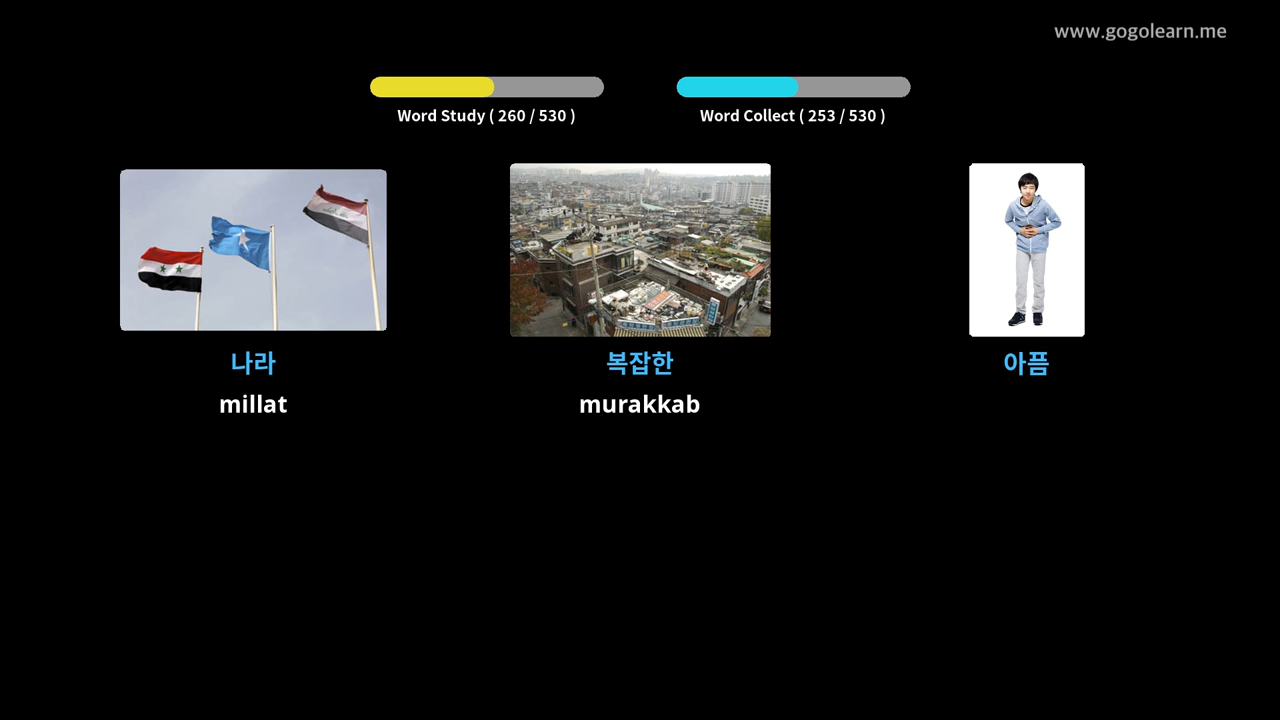 www.gogolearn.me
Word Study ( 260 / 530 )
Word Collect ( 253 / 530 )
나라
복잡한
아픔
millat
murakkab